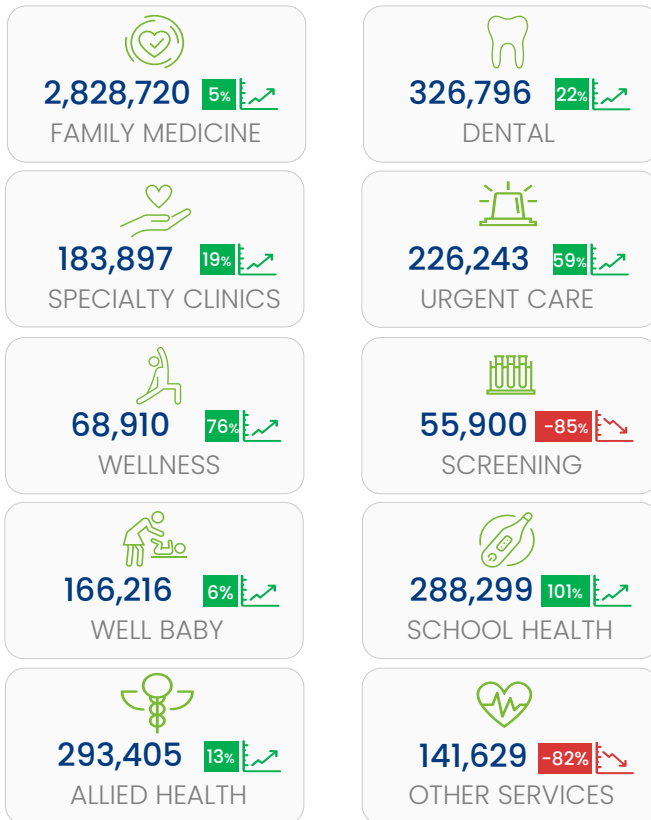 2,828,720 5%
FAMILY MEDICINE
326,796 22%
DENTAL
183,897 19%
SPECIALTY CLINICS
226,243 59%
URGENT CARE
68,910 76%
WELLNESS
55,900 -85%
SCREENING
166,216 6%
WELL BABY
288,299 101%
SCHOOL HEALTH
293,405 13%
ALLIED HEALTH
141,629 -82%
OTHER SERVICES